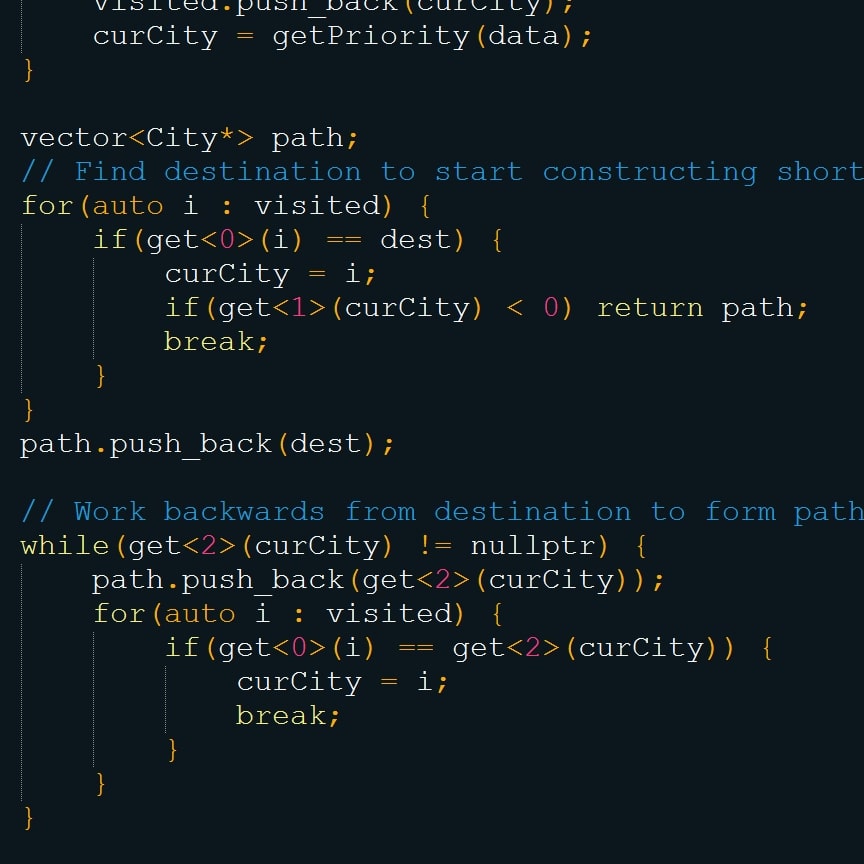 visited.push_back(curCity);
curCity = getPriority(data);
}
vector<City*> path;
// Find destination to start constructing short
for(auto i : visited) {
if(get<0>(i) == dest) {
curCity = i;
if(get<1>(curCity) < 0) return path;
break;
}
}
path.push_back(dest);
// Work backwards from destination to form path
while(get<2>(curCity) != nullptr) {
path.push_back(get<2>(curCity));
for(auto i : visited) {
if(get<0>(i) == get<2>(curCity)) {
curCity = i;
break;
}
}
}